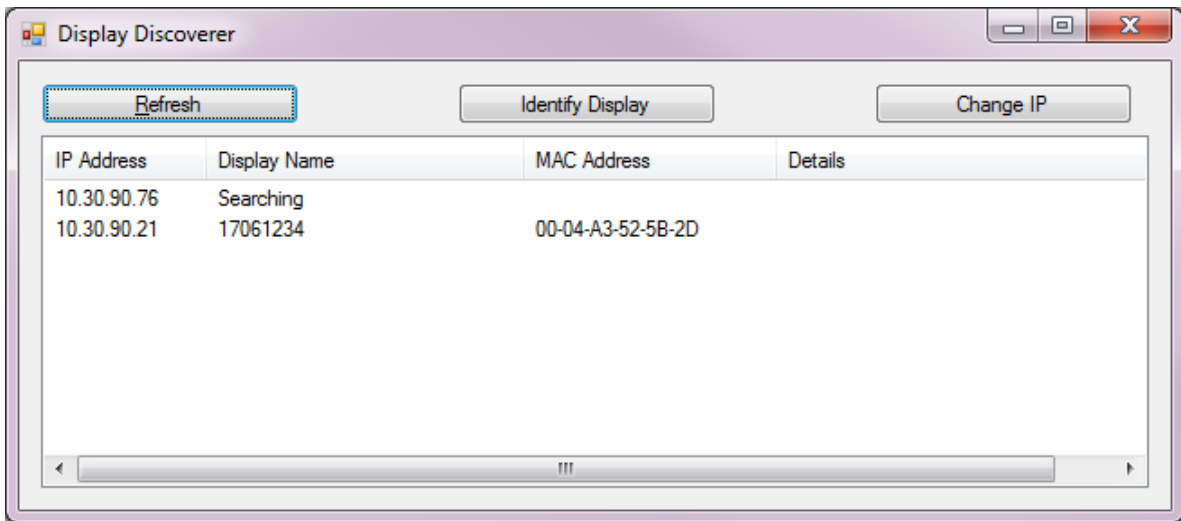 Display Discoverer
Refresh Identify Display Change IP
IP Address Display Name MAC Address Details
10.30.90.76 Searching
10.30.90.21 17061234 00-04-A3-52-5B-2D